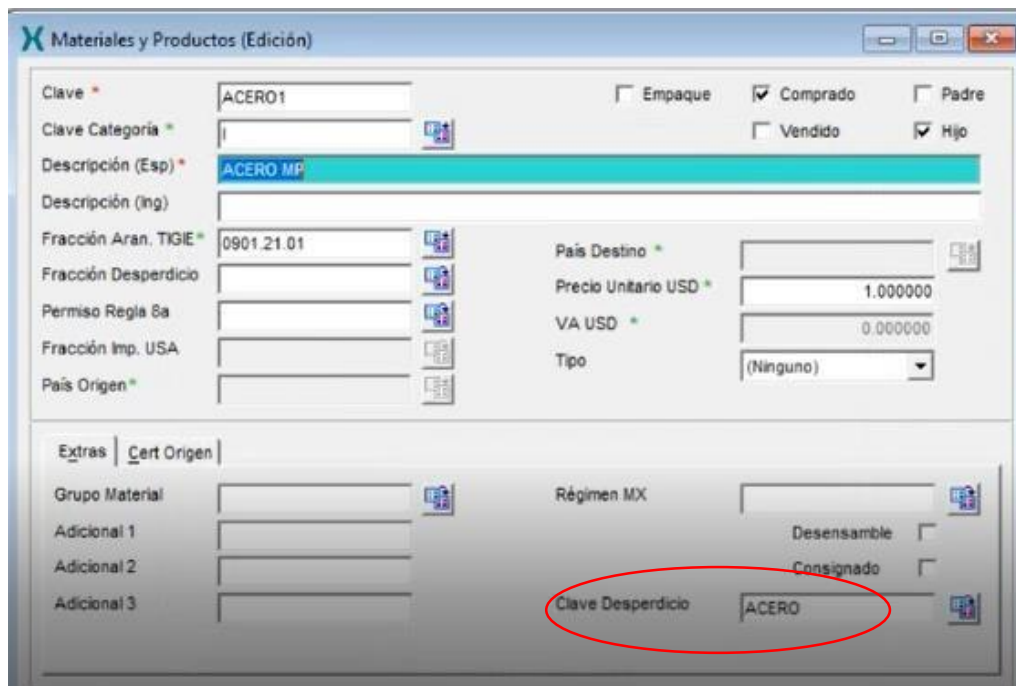 Materiales y Productos (Edición)
Clave * ACERO1 Empaque Comprado Padre
Clave Categoría * I Vendido Hijo
Descripción (Esp) * ACERO MP
Descripción (Ing)
Fracción Aran. TIGIE * 0901.21.01 País Destino *
Fracción Desperdicio Precio Unitario USD * 1.000000
Permiso Regla 8a VA USD * 0.000000
Fracción Imp. USA Tipo (Ninguno)
País Origen *
Extras Cert Origen
Grupo Material Régimen MX
Adicional 1 Desensamble
Adicional 2 Consignado
Adicional 3 Clave Desperdicio ACERO